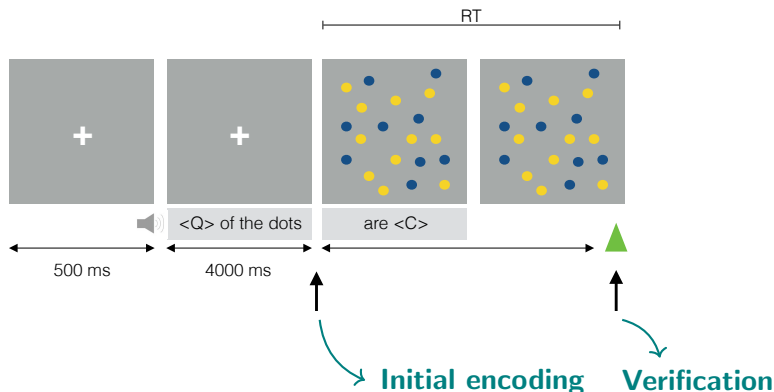 RT
<Q> of the dots
are <C>
500 ms
4000 ms
Initial encoding
Verification